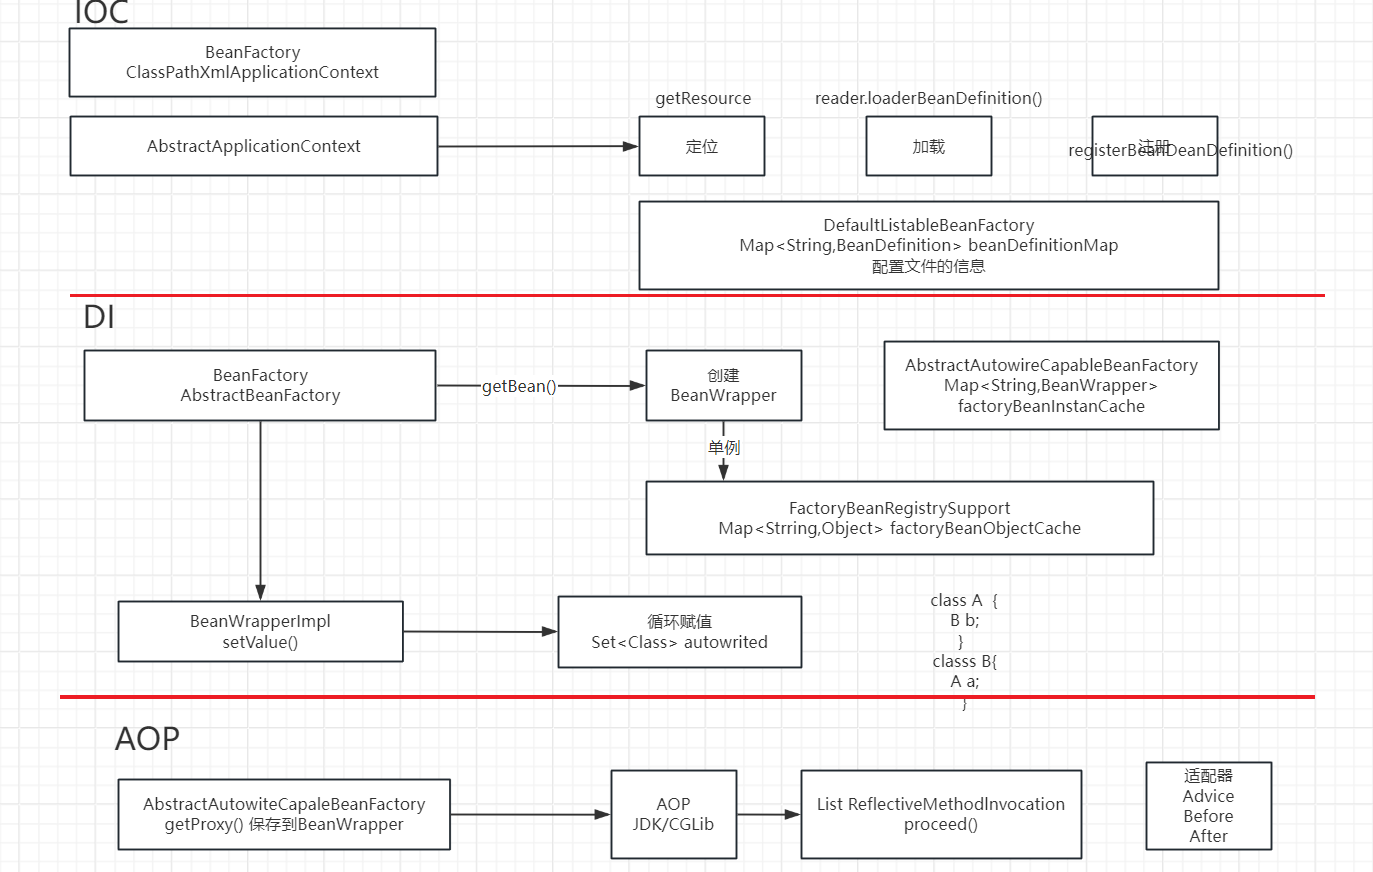 IOC
BeanFactory
ClassPathXmlApplicationContext
getResource
reader.loaderBeanDefinition()
AbstractApplicationContext
定位
加载
注册
registerBeanDeanDefinition()
DefaultListableBeanFactory
Map<String,BeanDefinition> beanDefinitionMap
配置文件的信息
DI
BeanFactory
AbstractBeanFactory
getBean()
创建
BeanWrapper
AbstractAutowireCapableBeanFactory
Map<String,BeanWrapper>
factoryBeanInstanCache
单例
FactoryBeanRegistrySupport
Map<Strring,Object> factoryBeanObjectCache
BeanWrapperImpl
setValue()
循环赋值
Set<Class> autowrited
class A {
B b;
}
classs B{
A a;
}
AOP
AbstractAutowiteCapaleBeanFactory
getProxy() 保存到BeanWrapper
AOP
JDK/CGLib
List ReflectiveMethodInvocation
proceed()
适配器
Advice
Before
After